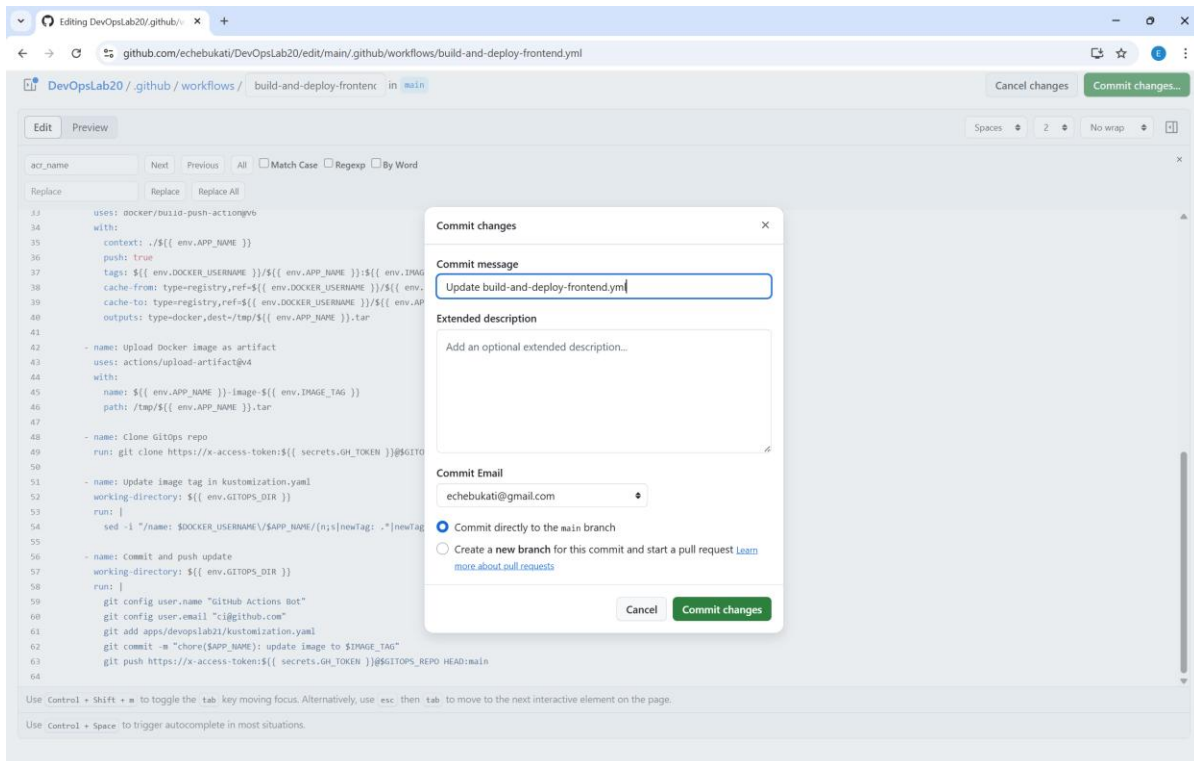 Editing DevOpsLab20/.github/w
github.com/echebukati/DevOpsLab20/edit/main/.github/workflows/build-and-deploy-frontend.yml
E
DevOpsLab20 / .github / workflows / build-and-deploy-frontend in main
Cancel changes Commit changes...
Edit Preview
Spaces 2 No wrap
acr_name Next Previous All Match Case Regexp By Word
Replace Replace Replace All
33 uses: docker/build-push-action@v6
34 with:
35 context: ./${{ env.APP_NAME }}
36 push: true
37 tags: ${{ env.DOCKER_USERNAME }}/${{ env.APP_NAME }}:${{ env.IMAG
38 cache-from: type=registry,ref=${{ env.DOCKER_USERNAME }}/${{ env.
39 cache-to: type=registry,ref=${{ env.DOCKER_USERNAME }}/${{ env.AP
40 outputs: type=docker,dest=/tmp/${{ env.APP_NAME }}.tar
41
42 - name: Upload Docker image as artifact
43 uses: actions/upload-artifact@v4
44 with:
45 name: ${{ env.APP_NAME }}-image-${{ env.IMAGE_TAG }}
46 path: /tmp/${{ env.APP_NAME }}.tar
47
48 - name: Clone GitOps repo
49 run: git clone https://x-access-token:${{ secrets.GH_TOKEN }}@$GITO
50
51 - name: Update image tag in kustomization.yaml
52 working-directory: ${{ env.GITOPS_DIR }}
53 run: |
54 sed -i "/name: $DOCKER_USERNAME\/$APP_NAME/{n;s|newTag: .*|newTag
55
56 - name: Commit and push update
57 working-directory: ${{ env.GITOPS_DIR }}
58 run: |
59 git config user.name "GitHub Actions Bot"
60 git config user.email "ci@github.com"
61 git add apps/devopslab21/kustomization.yaml
62 git commit -m "chore($APP_NAME): update image to $IMAGE_TAG"
63 git push https://x-access-token:${{ secrets.GH_TOKEN }}@$GITOPS_REPO HEAD:main
64
Commit changes
Commit message
Update build-and-deploy-frontend.yml
Extended description
Add an optional extended description...
Commit Email
echebukati@gmail.com
Commit directly to the main branch
Create a new branch for this commit and start a pull request Learn
more about pull requests
Cancel Commit changes
Use Control + Shift + m to toggle the tab key moving focus. Alternatively, use esc then tab to move to the next interactive element on the page.
Use Control + Space to trigger autocomplete in most situations.